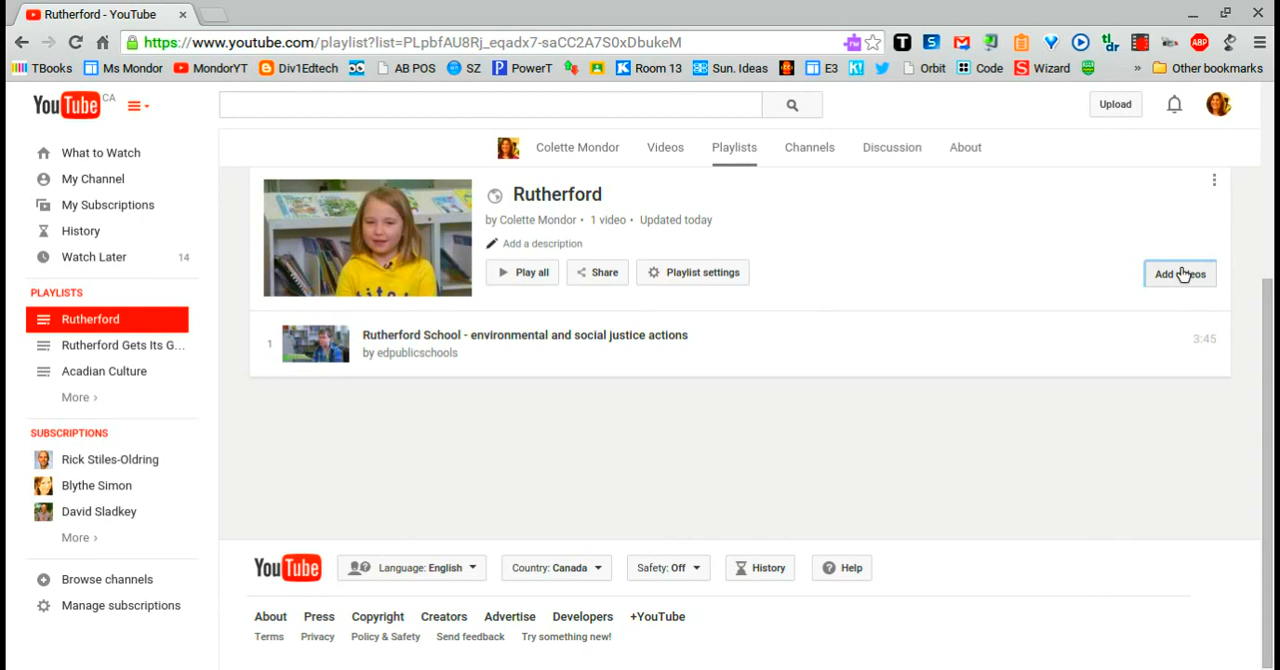 Rutherford - YouTube
https://www.youtube.com/playlist?list=PLpbfAU8Rj_eqadx7-saCC2A7S0xDbukeM
TBooks Ms Mondor MondorYT Div1Edtech AB POS SZ PowerT Room 13 Sun. Ideas E3 K! Orbit Code Wizard » Other bookmarks
YouTube CA
Upload
What to Watch
My Channel
My Subscriptions
History
Watch Later 14
PLAYLISTS
Rutherford
Rutherford Gets Its G...
Acadian Culture
More ›
SUBSCRIPTIONS
Rick Stiles-Oldring
Blythe Simon
David Sladkey
More ›
Browse channels
Manage subscriptions
Colette Mondor Videos Playlists Channels Discussion About
Rutherford
by Colette Mondor • 1 video • Updated today
Add a description
Play all Share Playlist settings
Add
1 Rutherford School - environmental and social justice actions 3:45
by edpublicschools
YouTube Language: English Country: Canada Safety: Off History Help
About Press Copyright Creators Advertise Developers +YouTube
Terms Privacy Policy & Safety Send feedback Try something new!